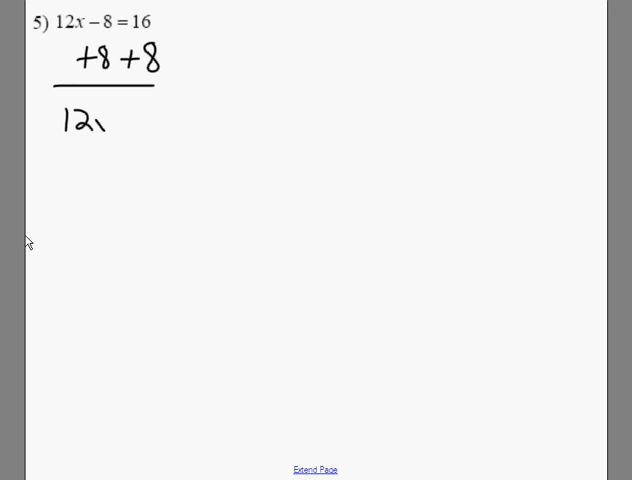 5) 12x – 8 = 16
+8 +8
12
Extend Page